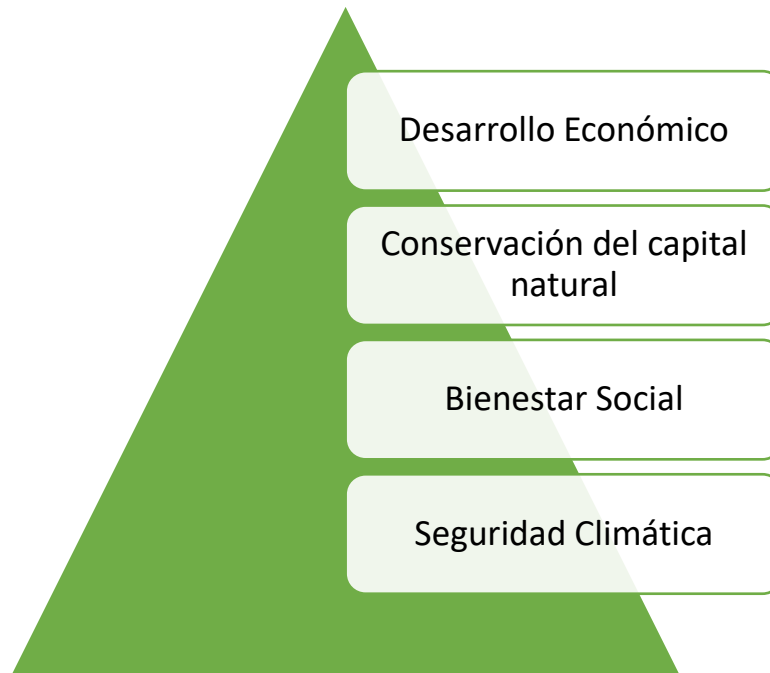 Desarrollo Económico
Conservación del capital
natural
Bienestar Social
Seguridad Climática